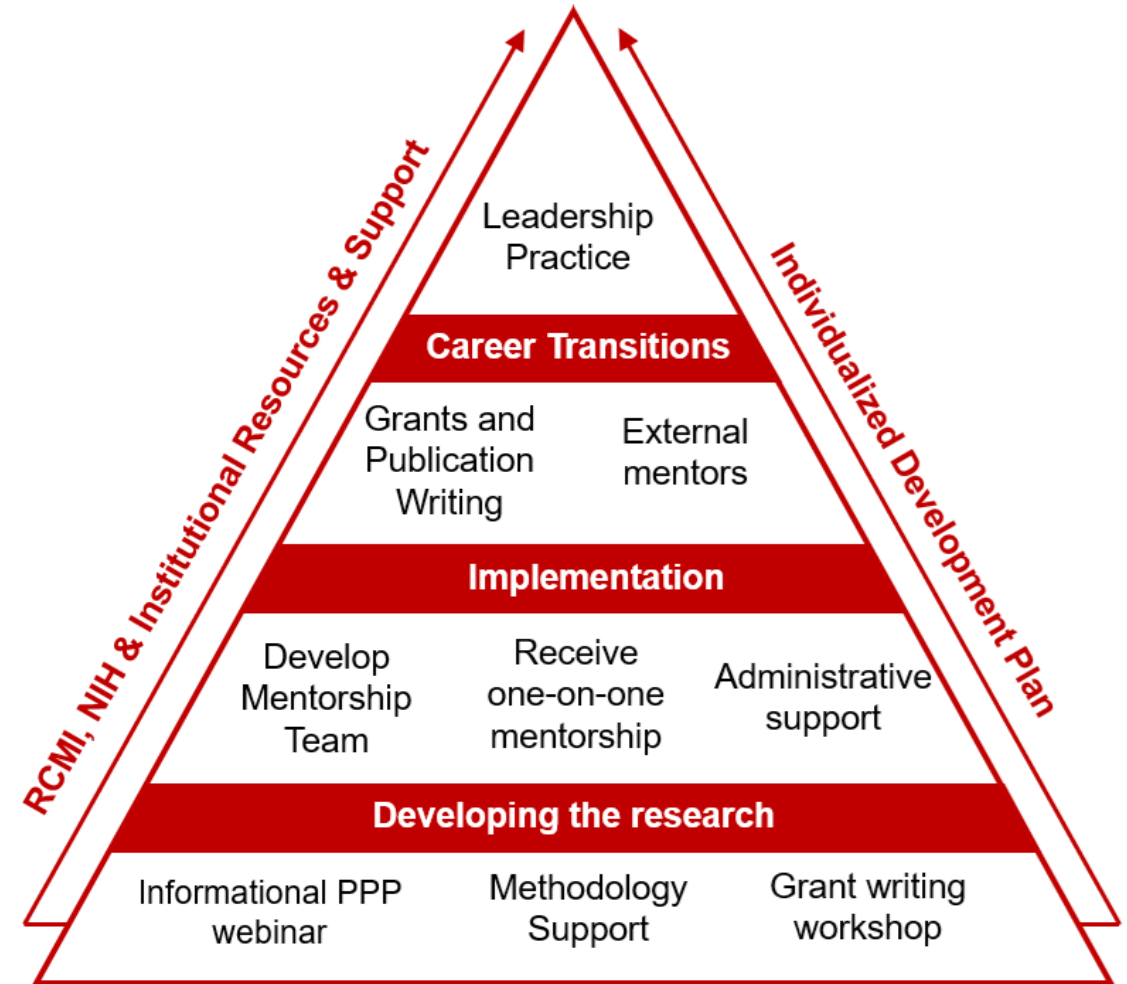 RCMI, NIH & Institutional Resources & Support
Individualized Development Plan
Leadership
Practice
Career Transitions
Grants and
Publication
Writing
External
mentors
Implementation
Develop
Mentorship
Team
Receive
one-on-one
mentorship
Administrative
support
Developing the research
Informational PPP
webinar
Methodology
Support
Grant writing
workshop